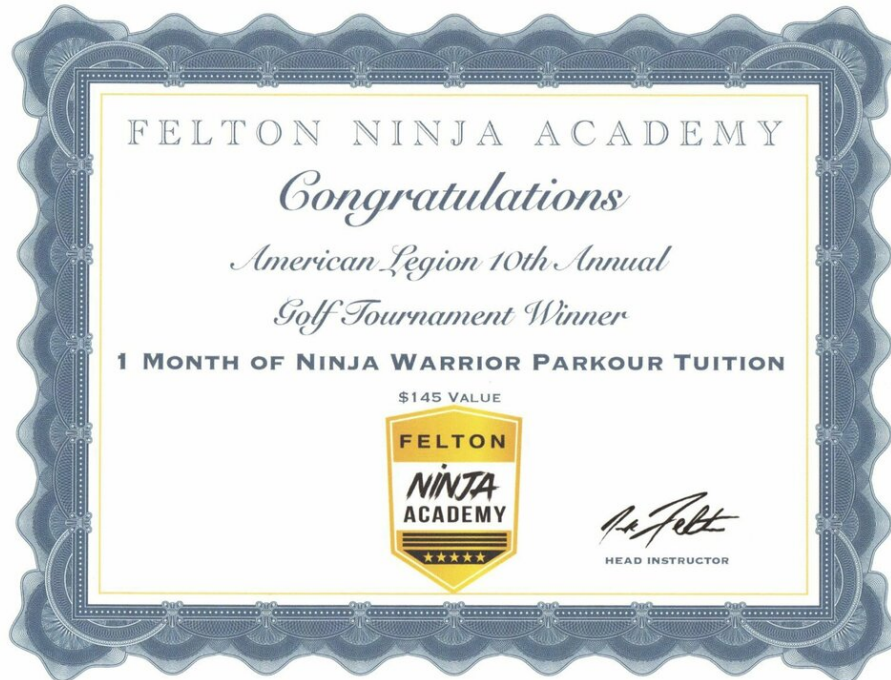 FELTON NINJA ACADEMY
Congratulations
American Legion 10th Annual
Golf Tournament Winner
1 MONTH OF NINJA WARRIOR PARKOUR TUITION
$145 VALUE
FELTON
NINJA
ACADEMY
HEAD INSTRUCTOR